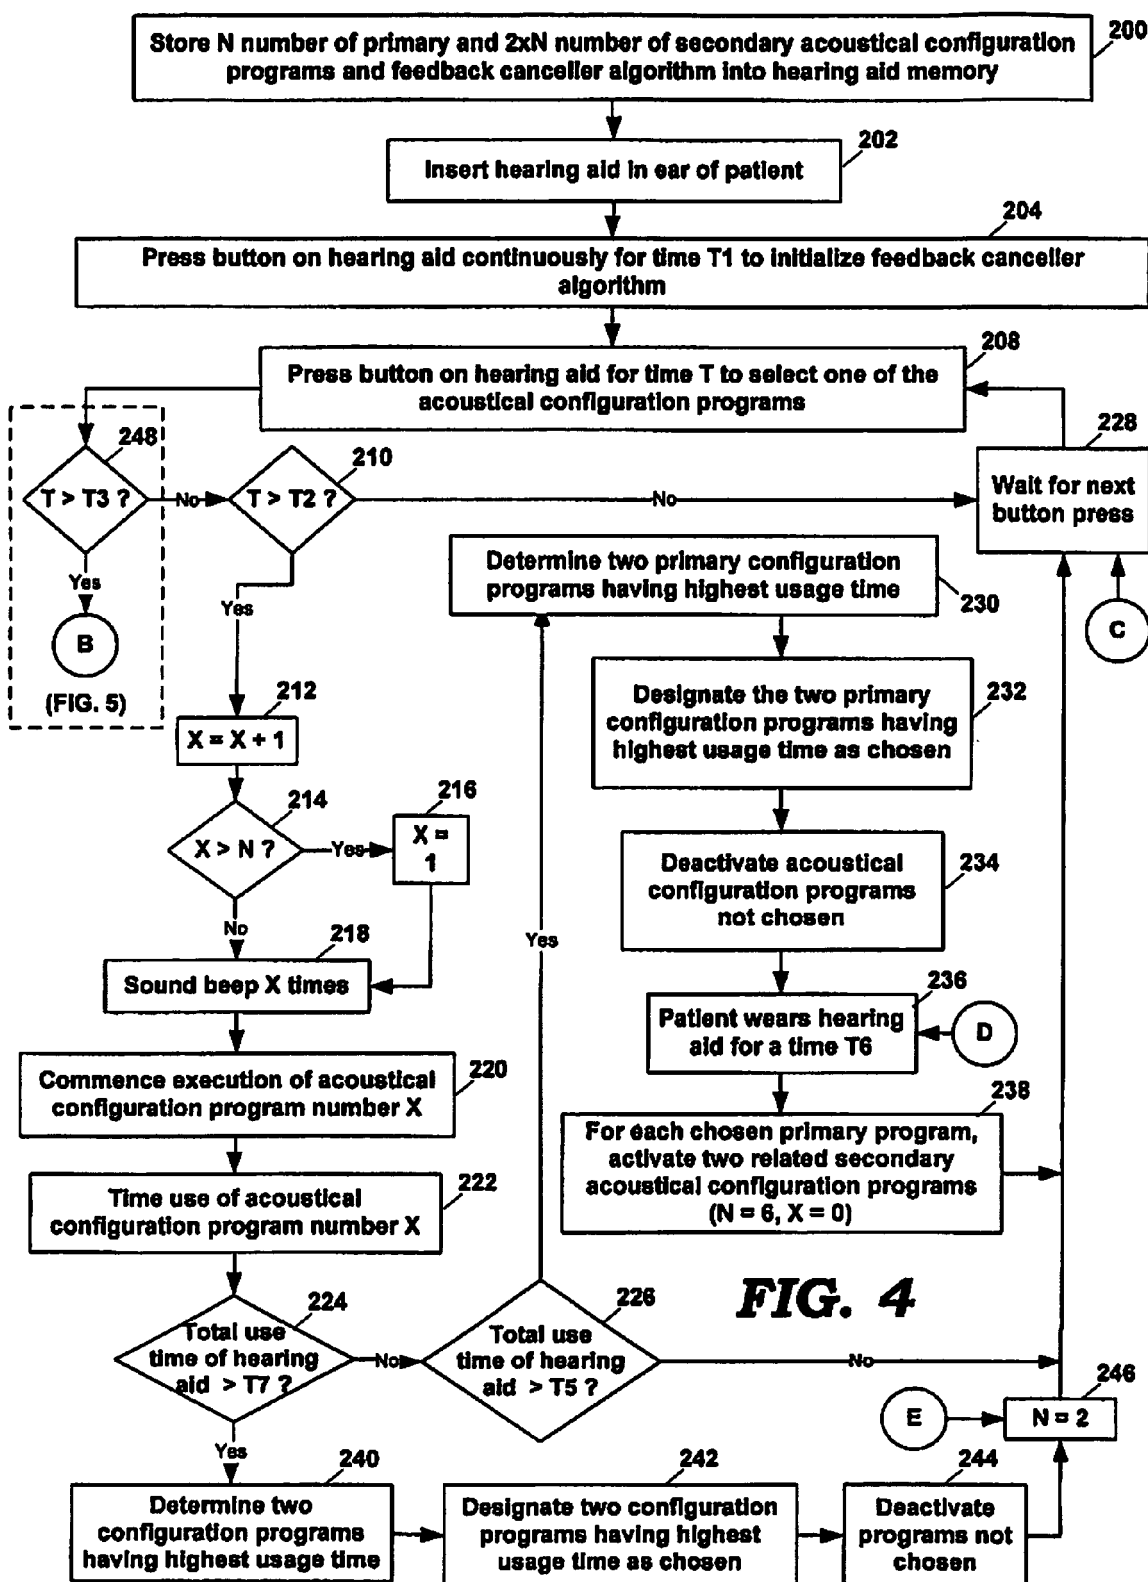 Store N number of primary and 2xN number of secondary acoustical configuration
programs and feedback canceller algorithm into hearing aid memory
200
Insert hearing aid in ear of patient
202
204
Press button on hearing aid continuously for time T1 to initialize feedback canceller
algorithm
208
Press button on hearing aid for time T to select one of the
acoustical configuration programs
248
T > T3 ?
No
210
T > T2 ?
No
228
Wait for next
button press
Yes
B
(FIG. 5)
Yes
Determine two primary configuration
programs having highest usage time
230
C
212
X = X + 1
Designate the two primary
configuration programs having
highest usage time as chosen
232
214
X > N ?
Yes
216
X =
1
Deactivate acoustical
configuration programs
not chosen
234
No
Yes
218
Sound beep X times
236
Patient wears hearing
aid for a time T6
D
Commence execution of acoustical
configuration program number X
220
238
For each chosen primary program,
activate two related secondary
acoustical configuration programs
(N = 6, X = 0)
Time use of acoustical
configuration program number X
222
FIG. 4
224
Total use
time of hearing
aid > T7 ?
No
226
Total use
time of hearing
aid > T5 ?
No
246
N = 2
E
Yes
240
Determine two
configuration programs
having highest usage time
242
Designate two configuration
programs having highest
usage time as chosen
244
Deactivate
programs not
chosen